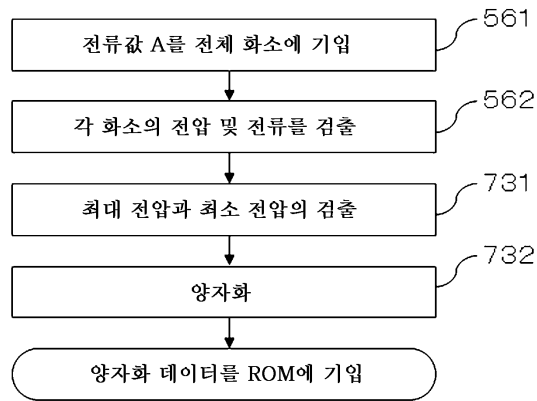 전류값 A를 전체 화소에 기입
561
각 화소의 전압 및 전류를 검출
562
최대 전압과 최소 전압의 검출
731
양자화
732
양자화 데이터를 ROM에 기입